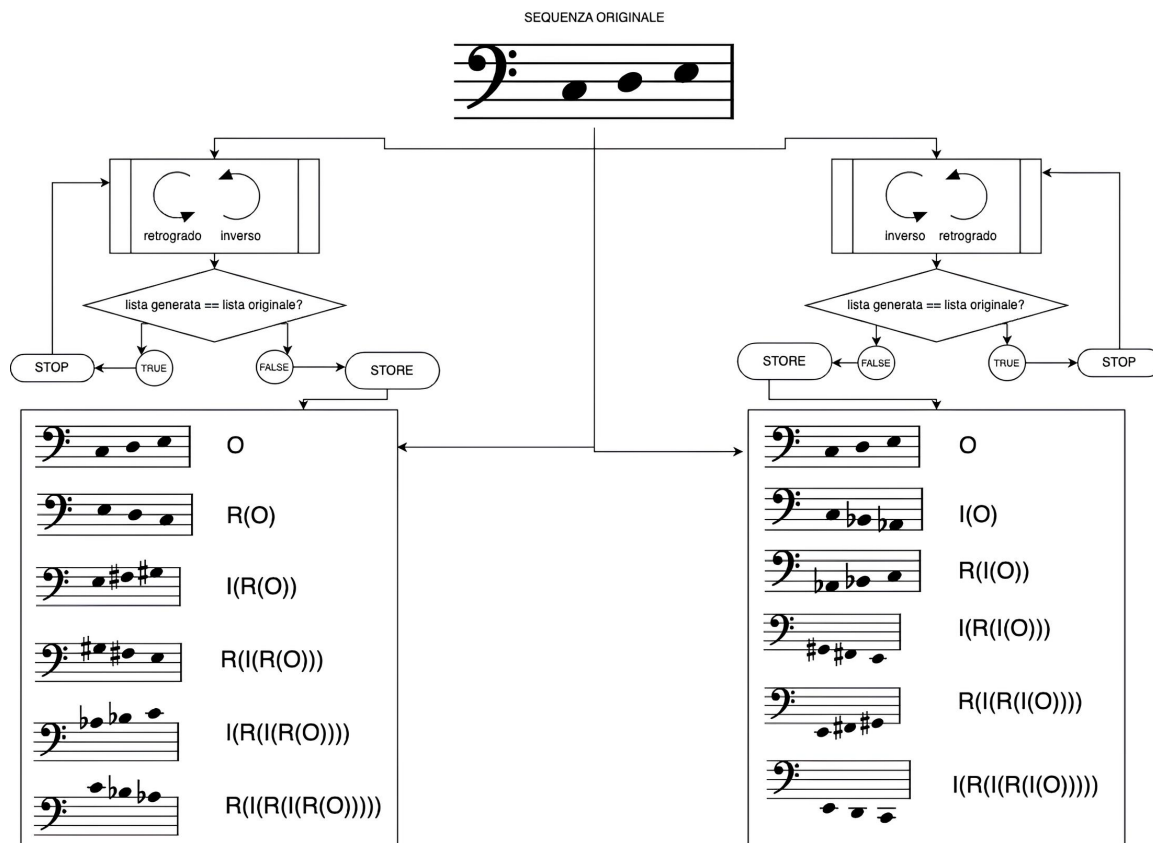 SEQUENZA ORIGINALE
retrogrado inverso
lista generata == lista originale?
STOP
TRUE
FALSE
STORE
O
R(O)
I(R(O))
R(I(R(O)))
I(R(I(R(O))))
R(I(R(I(R(O)))))
inverso retrogrado
lista generata == lista originale?
STORE
FALSE
TRUE
STOP
O
I(O)
R(I(O))
I(R(I(O)))
R(I(R(I(O))))
I(R(I(R(I(O)))))